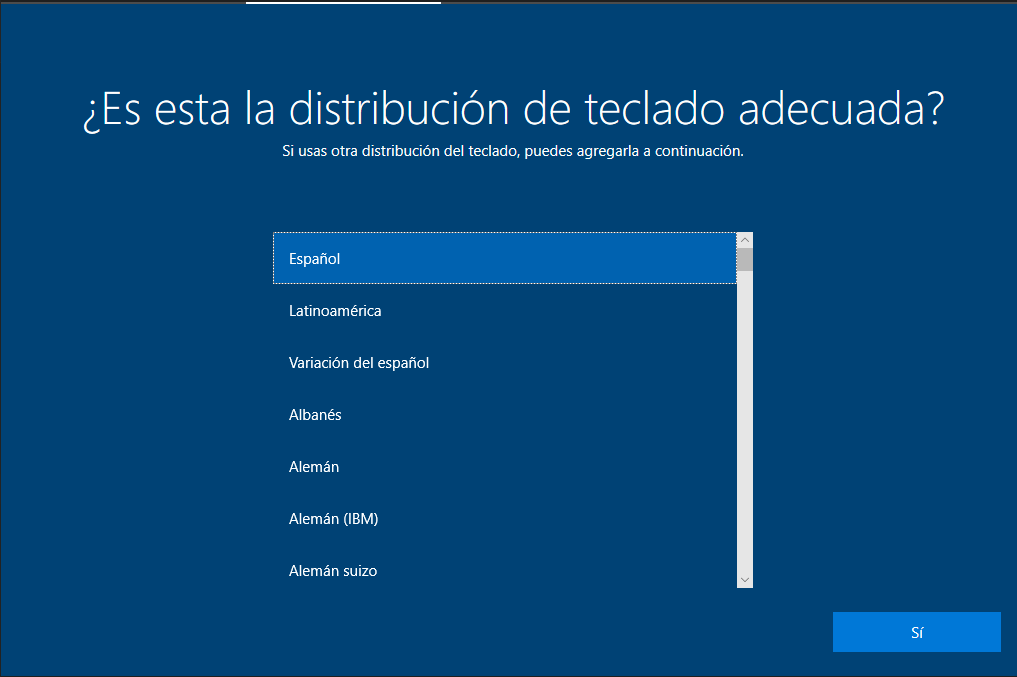 ¿Es esta la distribución de teclado adecuada?
Si usas otra distribución del teclado, puedes agregarla a continuación.
Español
Latinoamérica
Variación del español
Albanés
Alemán
Alemán (IBM)
Alemán suizo
Sí